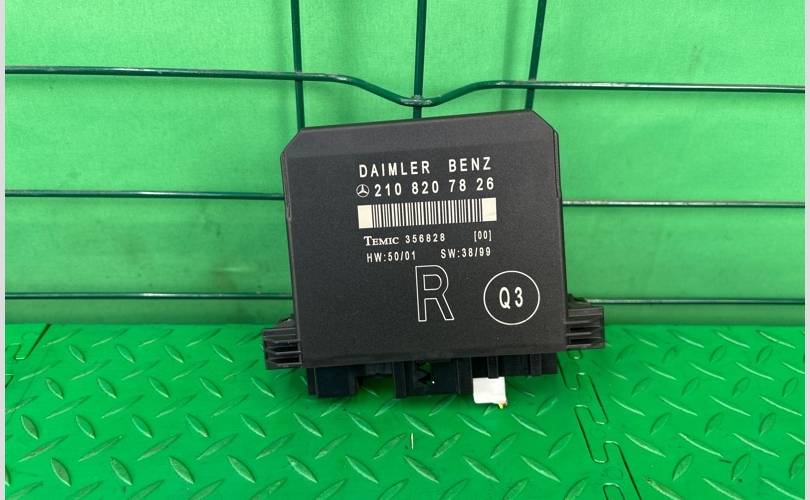 DAIMLER BENZ
210 820 78 26
TEMIC 356828 [00]
HW:50/01 SW:38/99
R
Q3